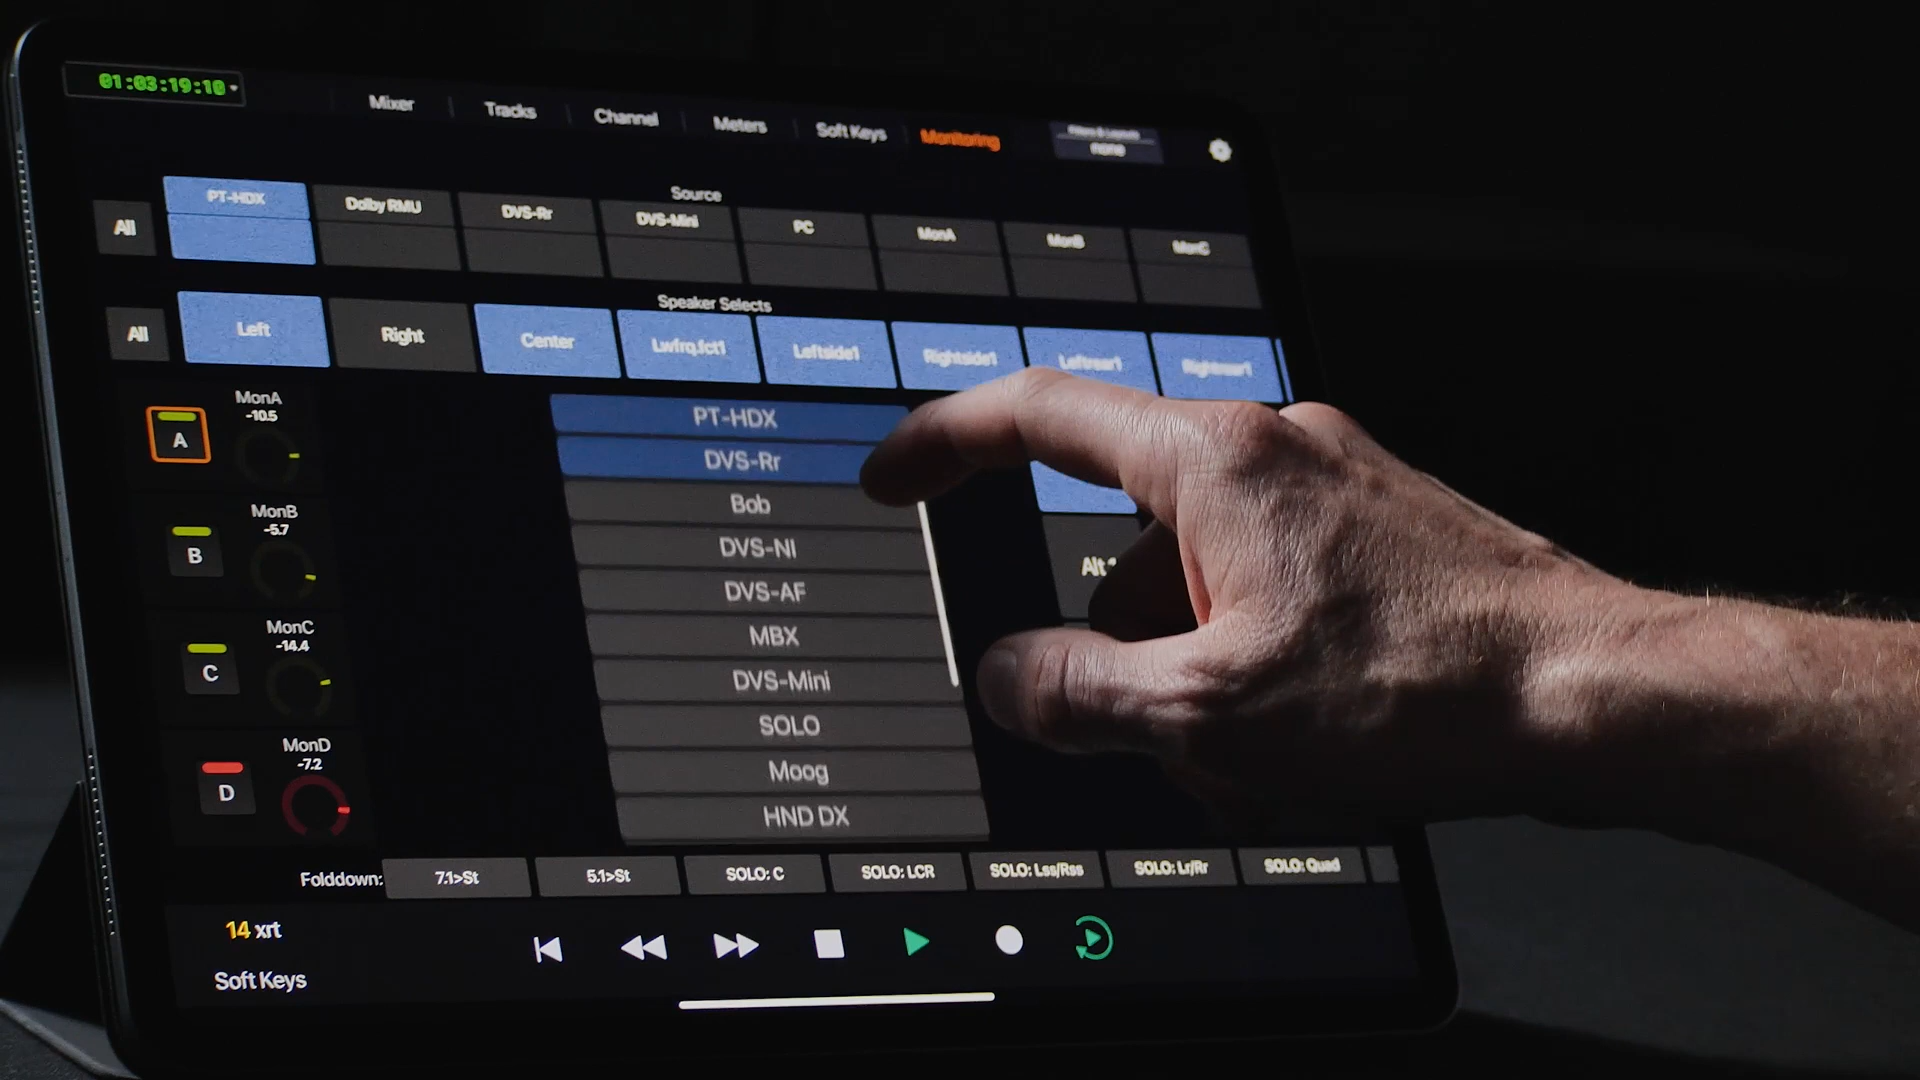 01:03:19:10
Mixer Tracks Channel Meters Soft Keys Monitoring
none
Source
All PT-HDX Dolby RMU DVS-Rr DVS-Mini PC MonA MonB MonC
Speaker Selects
All Left Right Center Lwfrq.fct1 Leftside1 Rightside1 Leftrear1 Rightrear1
MonA
-10.5
A
MonB
-5.7
B
MonC
-14.4
C
MonD
-7.2
D
PT-HDX
DVS-Rr
Bob
DVS-NI
DVS-AF
MBX
DVS-Mini
SOLO
Moog
HND DX
Alt
Folddown: 7.1>St 5.1>St SOLO: C SOLO: LCR SOLO: Lss/Rss SOLO: Lr/Rr SOLO: Quad
14 xrt
Soft Keys